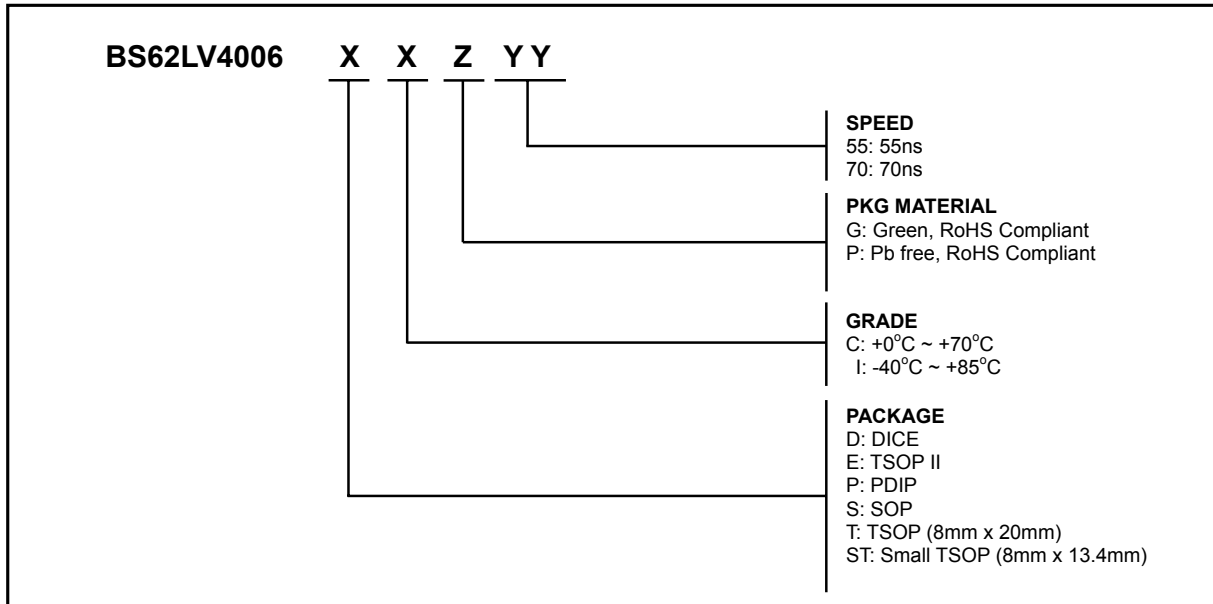 BS62LV4006 X X Z Y Y
SPEED
55: 55ns
70: 70ns
PKG MATERIAL
G: Green, RoHS Compliant
P: Pb free, RoHS Compliant
GRADE
C: +0°C ~ +70°C
I: -40°C ~ +85°C
PACKAGE
D: DICE
E: TSOP II
P: PDIP
S: SOP
T: TSOP (8mm x 20mm)
ST: Small TSOP (8mm x 13.4mm)